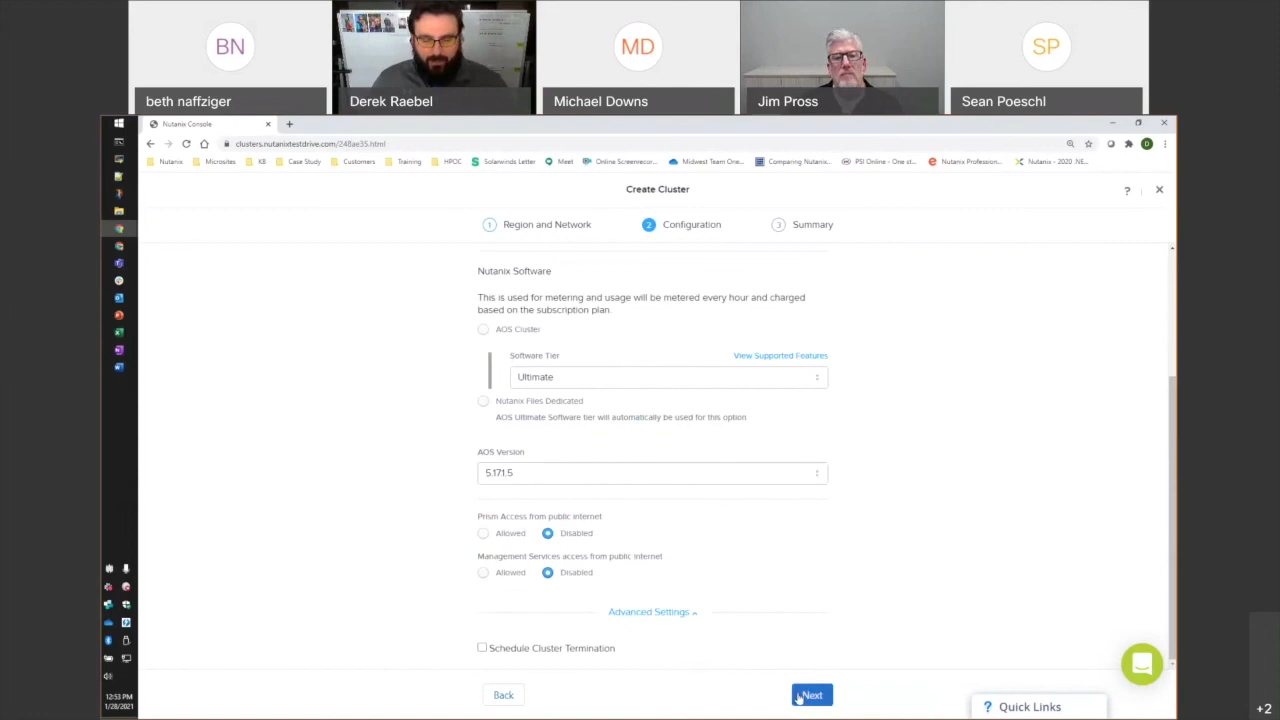 BN
MD
SP
beth naffziger
Derek Raebel
Michael Downs
Jim Pross
Sean Poeschl
Nutanix Console
clusters.nutanixtestdrive.com/248ae35.html
Nutanix
Microsites
KB
Case Study
Customers
Training
HPOC
Solarwinds Letter
Meet
Online Screenrecor...
Midwest Team One...
Comparing Nutanix...
PSI Online - One st...
Nutanix Profession...
Nutanix - 2020 .NE...
Create Cluster
?
1 Region and Network
2 Configuration
3 Summary
Nutanix Software
This is used for metering and usage will be metered every hour and charged
based on the subscription plan.
AOS Cluster
Software Tier
View Supported Features
Ultimate
Nutanix Files Dedicated
AOS Ultimate Software tier will automatically be used for this option
AOS Version
5.17.1.5
Prism Access from public internet
Allowed
Disabled
Management Services access from public internet
Allowed
Disabled
Advanced Settings
Schedule Cluster Termination
Back
Next
? Quick Links
12:53 PM
1/28/2021
+2